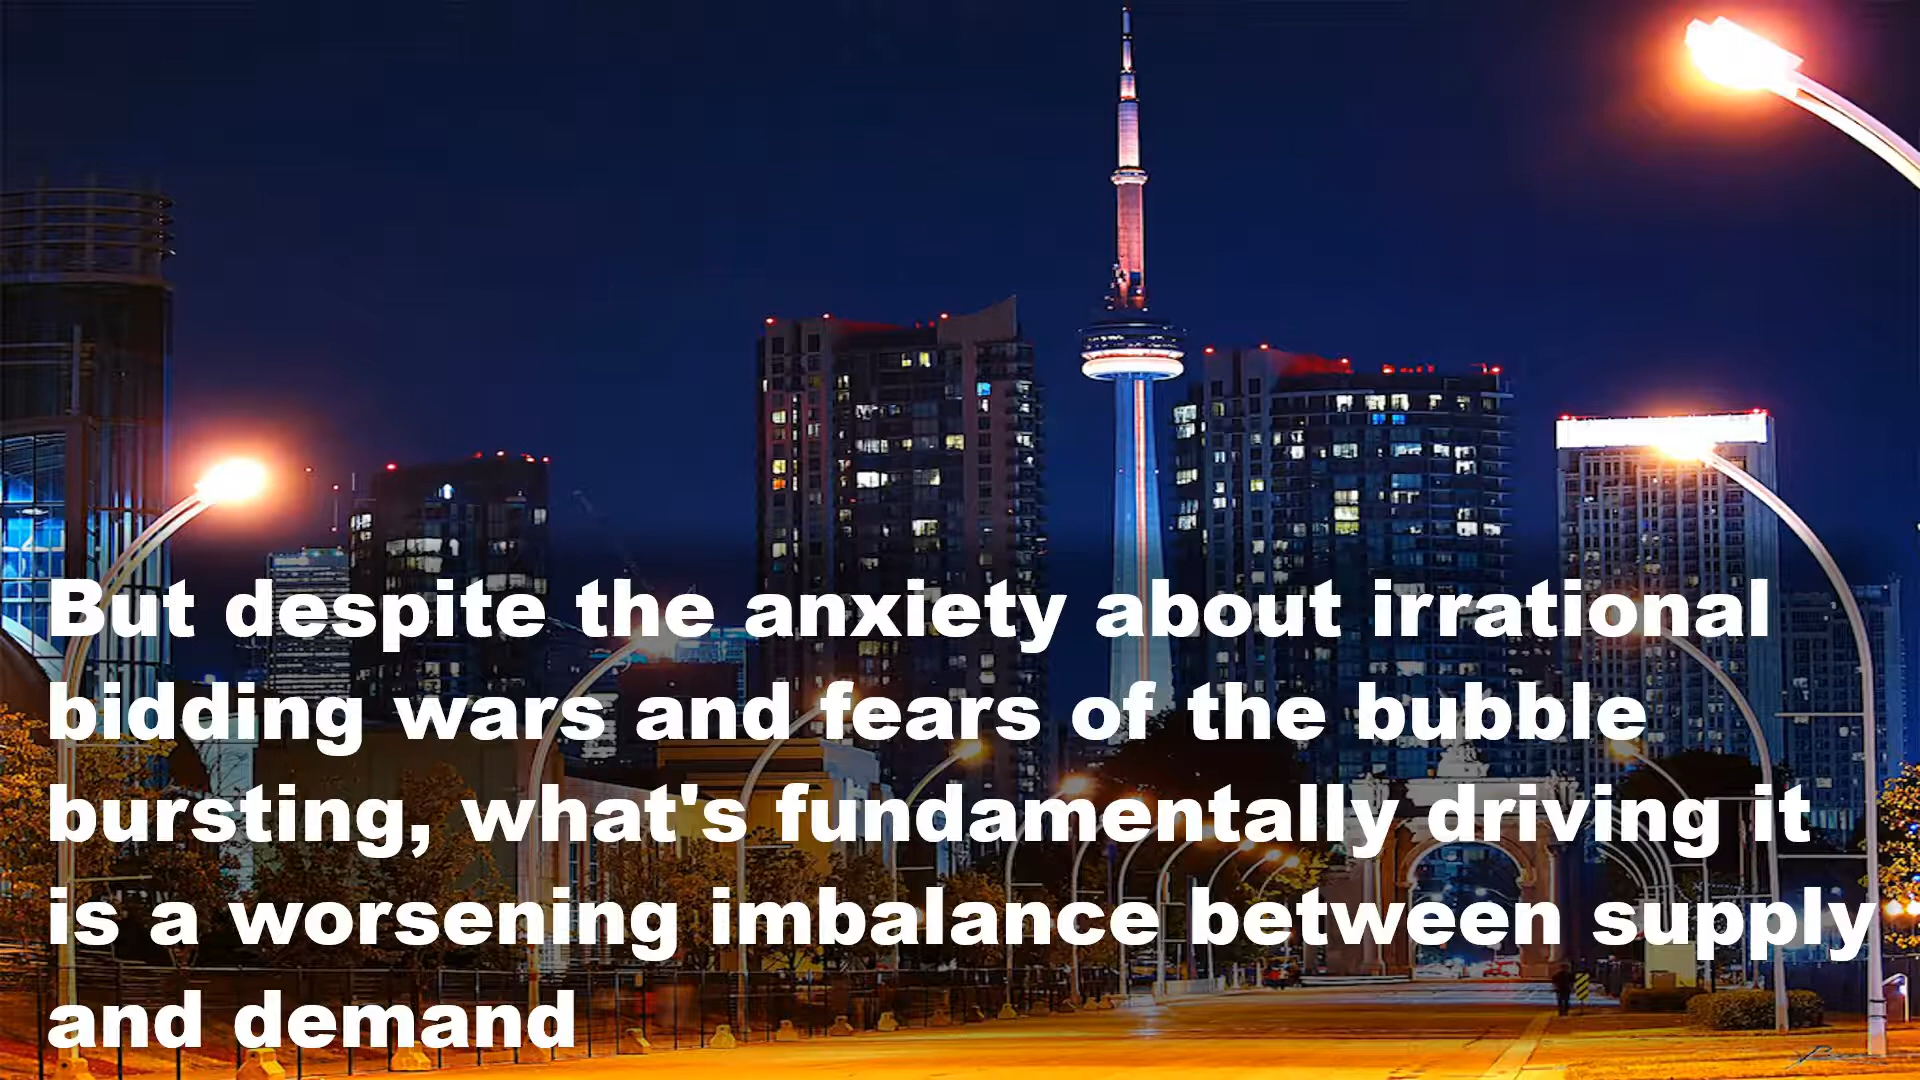 But despite the anxiety about irrational
bidding wars and fears of the bubble
bursting, what's fundamentally driving it
is a worsening imbalance between supply
and demand